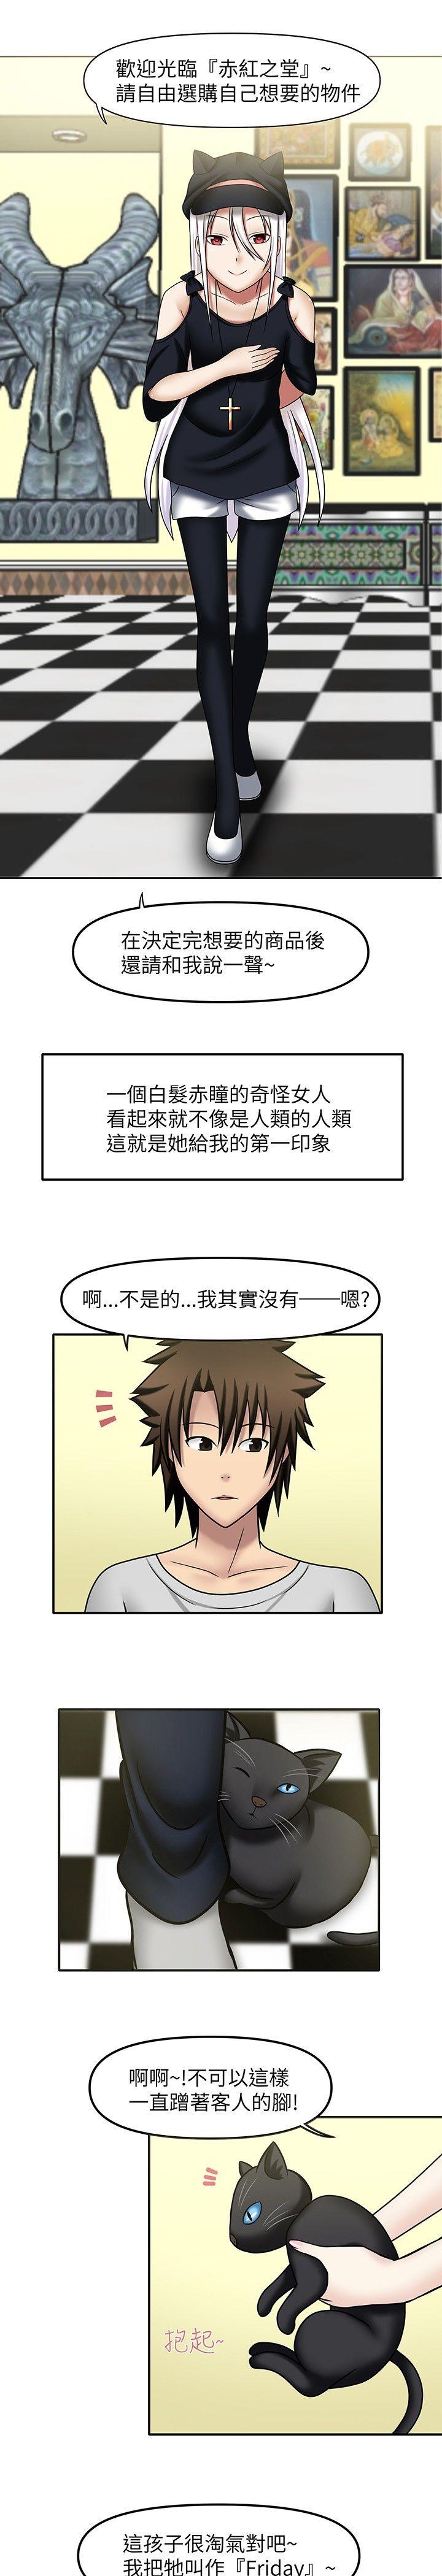 歡迎光臨『赤紅之堂』~
請自由選購自己想要的物件
在決定完想要的商品後
還請和我說一聲~
一個白髮赤瞳的奇怪女人
看起來就不像是人類的人類
這就是她給我的第一印象
啊...不是的...我其實沒有——嗯?
啊啊~!不可以這樣
一直蹭著客人的腳!
抱起~
這孩子很淘氣對吧~
我把牠叫作『Friday』~